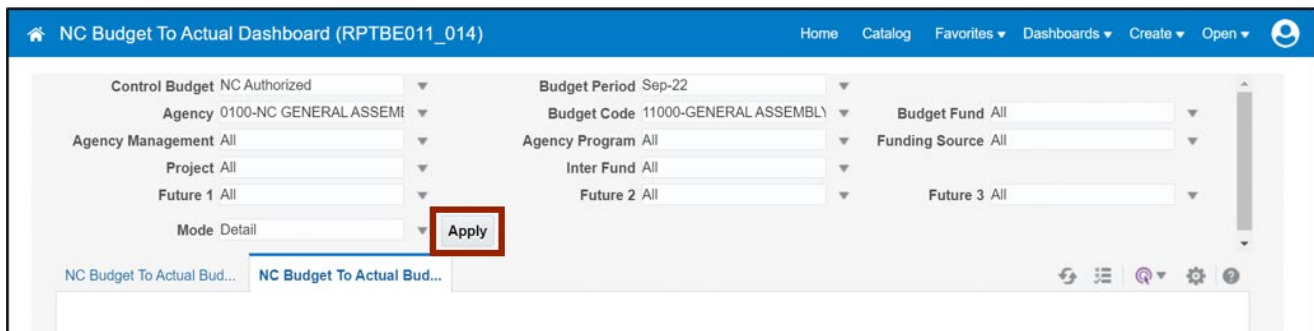 NC Budget To Actual Dashboard (RPTBE011_014) Home Catalog Favorites Dashboards Create Open
Control Budget NC Authorized Budget Period Sep-22
Agency 0100-NC GENERAL ASSEME Budget Code 11000-GENERAL ASSEMBLY Budget Fund All
Agency Management All Agency Program All Funding Source All
Project All Inter Fund All
Future 1 All Future 2 All Future 3 All
Mode Detail Apply
NC Budget To Actual Bud... NC Budget To Actual Bud...